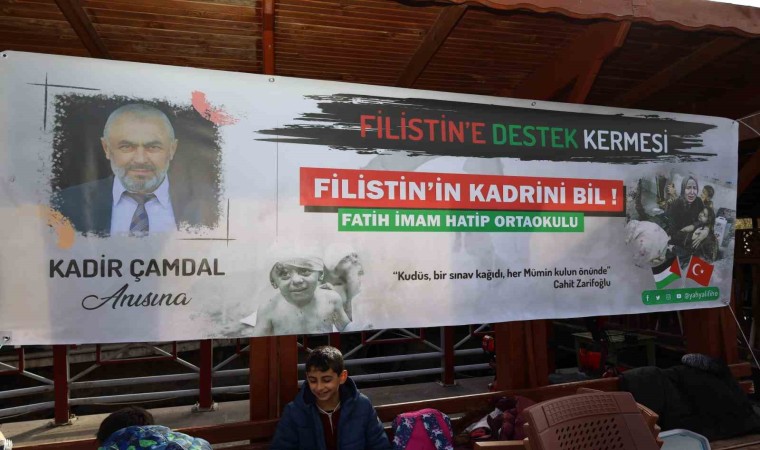 FİLİSTİN'E DESTEK KERMESİ
FİLİSTİN'İN KADRİNİ BİL !
FATİH İMAM HATİP ORTAOKULU
KADİR ÇAMDAL
Anısına
“Kudüs, bir sınav kağıdı, her Mümin kulun önünde”
Cahit Zarifoğlu